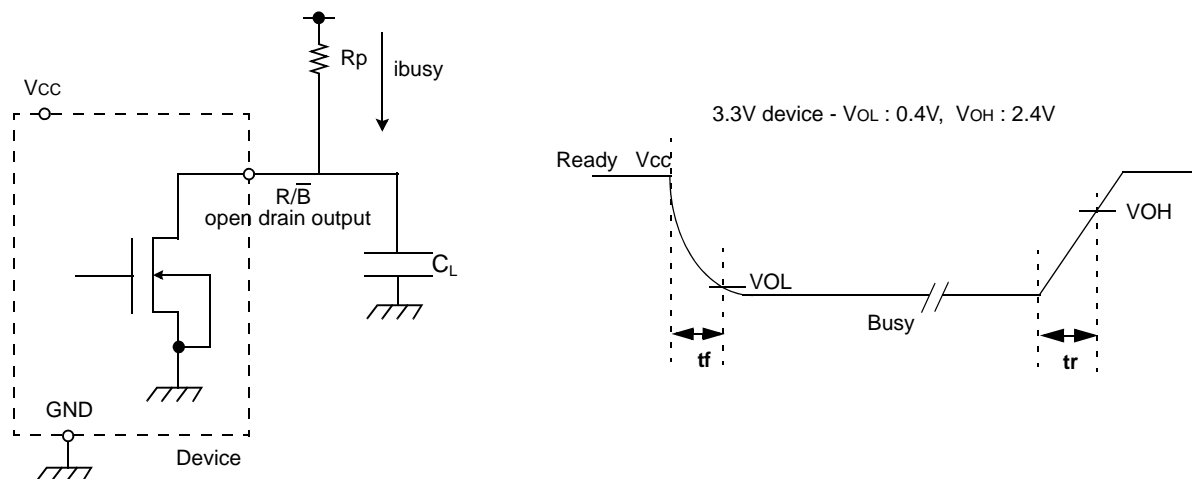 Rp
ibusy
VCC
R/B̅
open drain output
CL
GND
Device
3.3V device - VOL : 0.4V, VOH : 2.4V
Ready Vcc
VOH
VOL
Busy
tf
tr